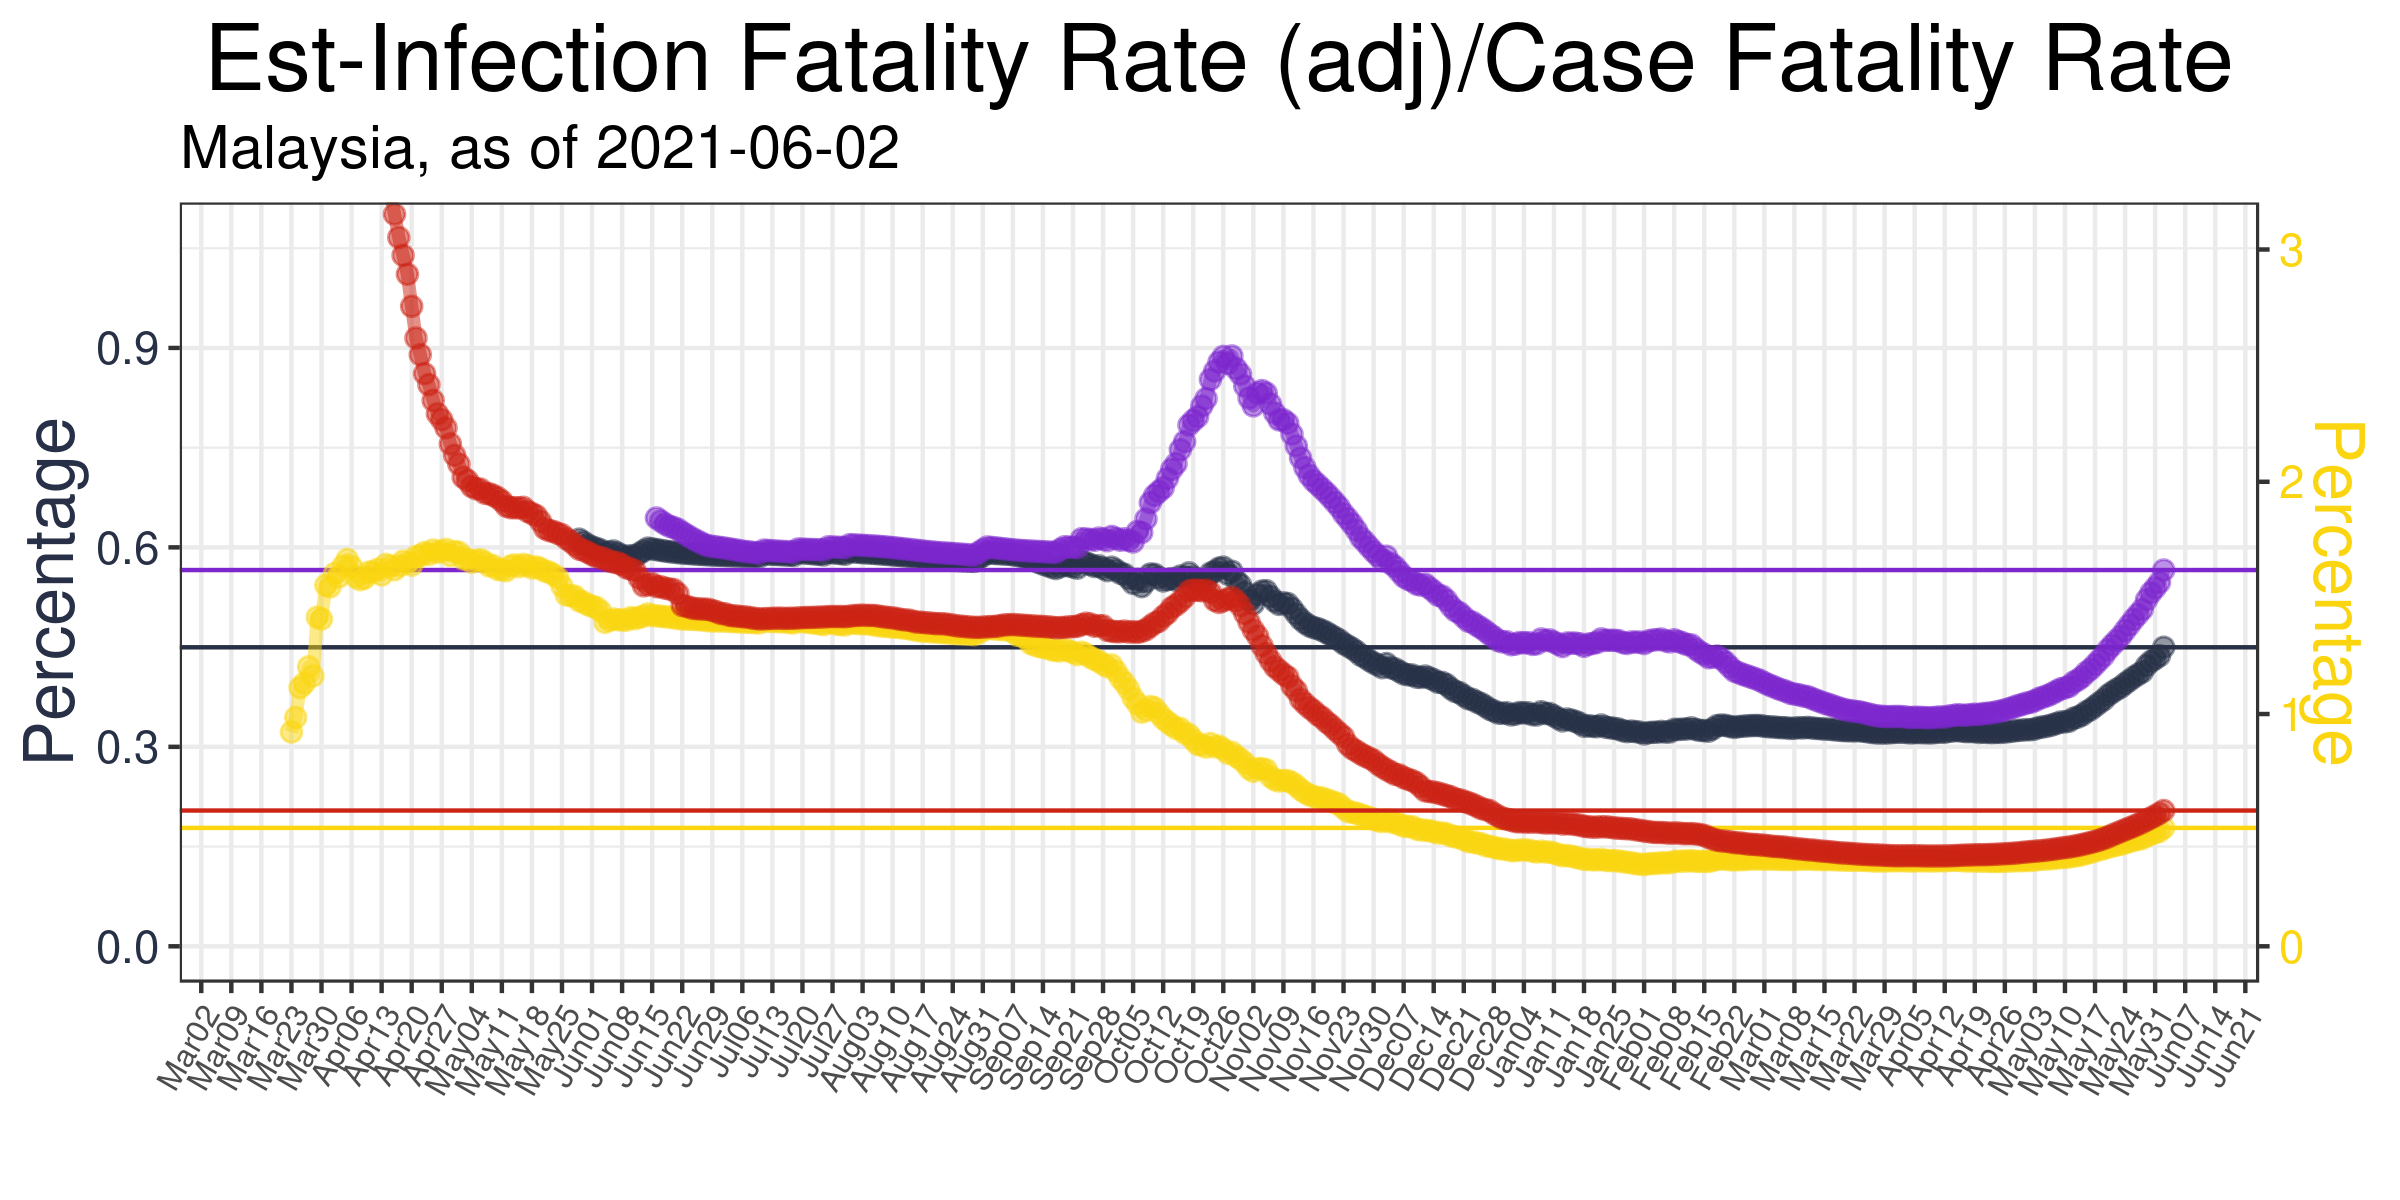 Est-Infection Fatality Rate (adj)/Case Fatality Rate
Malaysia, as of 2021-06-02
Percentage
0.9
0.6
0.3
0.0
3
2
1
0
Percentage
Mar02
Mar09
Mar16
Mar23
Mar30
Apr06
Apr13
Apr20
Apr27
May04
May11
May18
May25
Jun01
Jun08
Jun15
Jun22
Jun29
Jul06
Jul13
Jul20
Jul27
Aug03
Aug10
Aug17
Aug24
Aug31
Sep07
Sep14
Sep21
Sep28
Oct05
Oct12
Oct19
Oct26
Nov02
Nov09
Nov16
Nov23
Nov30
Dec07
Dec14
Dec21
Dec28
Jan04
Jan11
Jan18
Jan25
Feb01
Feb08
Feb15
Feb22
Mar01
Mar08
Mar15
Mar22
Mar29
Apr05
Apr12
Apr19
Apr26
May03
May10
May17
May24
May31
Jun07
Jun14
Jun21